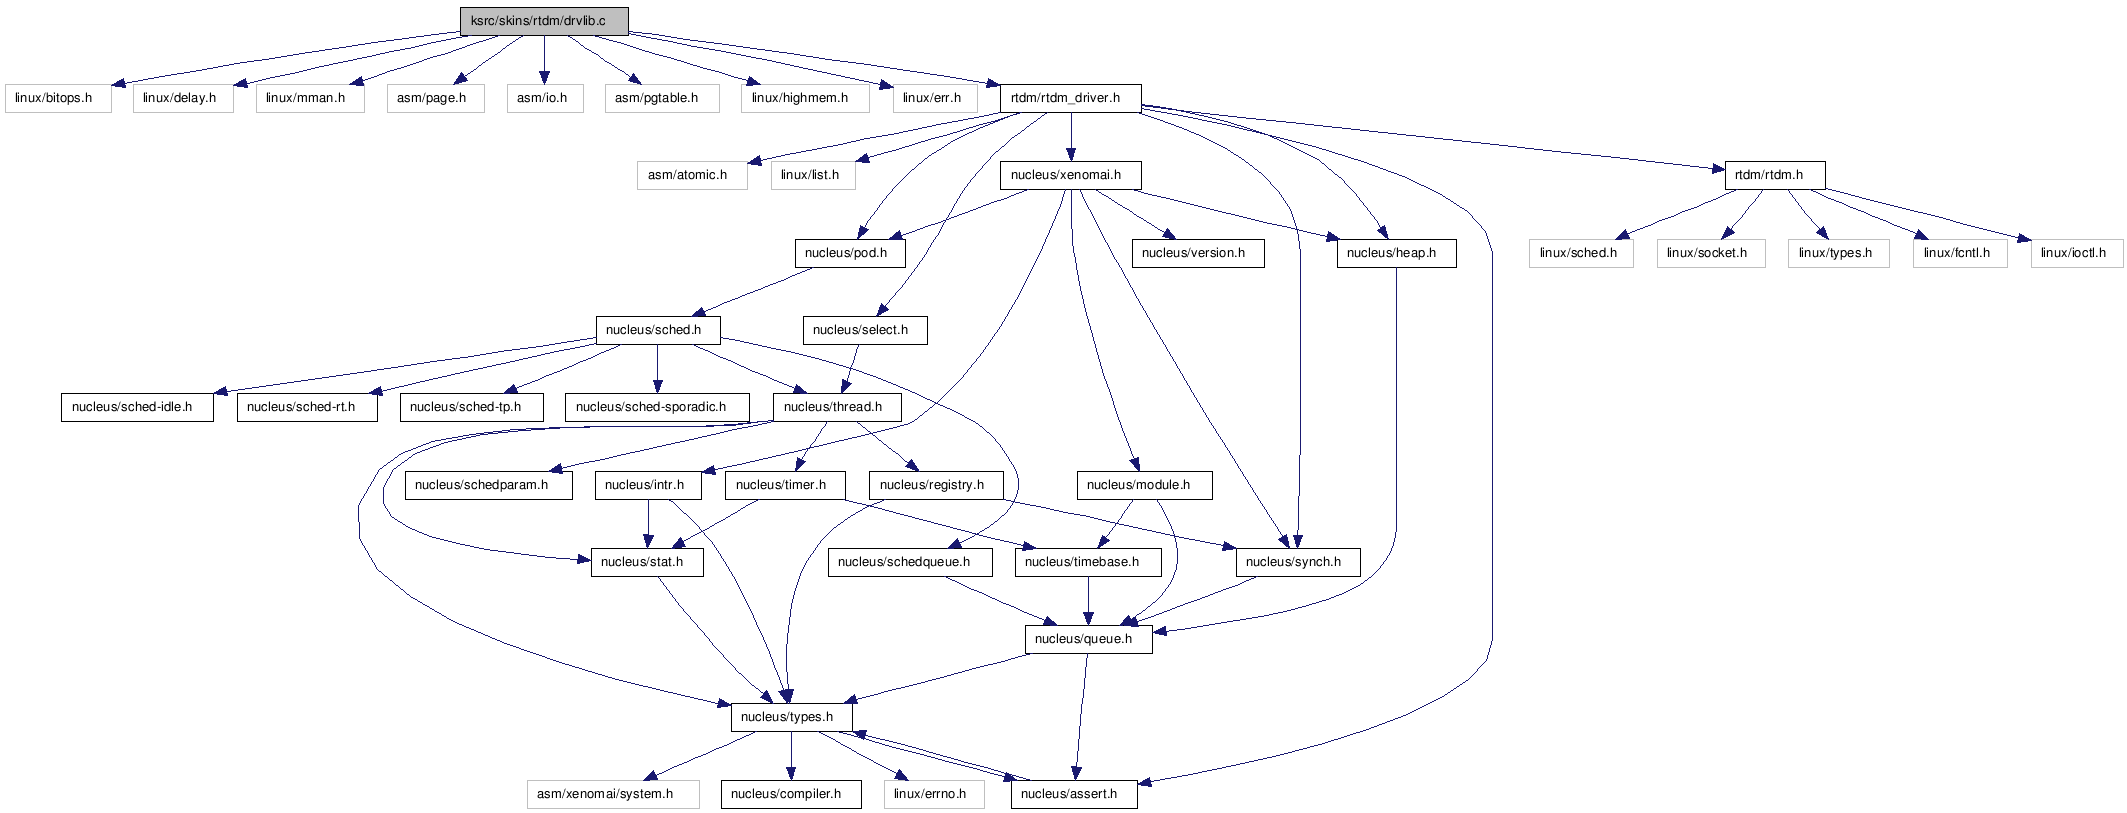 ksrc/skins/rtdm/drvlib.c
linux/bitops.h
linux/delay.h
linux/mman.h
asm/page.h
asm/io.h
asm/pgtable.h
linux/highmem.h
linux/err.h
rtdm/rtdm_driver.h
asm/atomic.h
linux/list.h
nucleus/xenomai.h
rtdm/rtdm.h
nucleus/pod.h
nucleus/version.h
nucleus/heap.h
linux/sched.h
linux/socket.h
linux/types.h
linux/fcntl.h
linux/ioctl.h
nucleus/sched.h
nucleus/select.h
nucleus/sched-idle.h
nucleus/sched-rt.h
nucleus/sched-tp.h
nucleus/sched-sporadic.h
nucleus/thread.h
nucleus/schedparam.h
nucleus/intr.h
nucleus/timer.h
nucleus/registry.h
nucleus/module.h
nucleus/stat.h
nucleus/schedqueue.h
nucleus/timebase.h
nucleus/synch.h
nucleus/queue.h
nucleus/types.h
asm/xenomai/system.h
nucleus/compiler.h
linux/errno.h
nucleus/assert.h